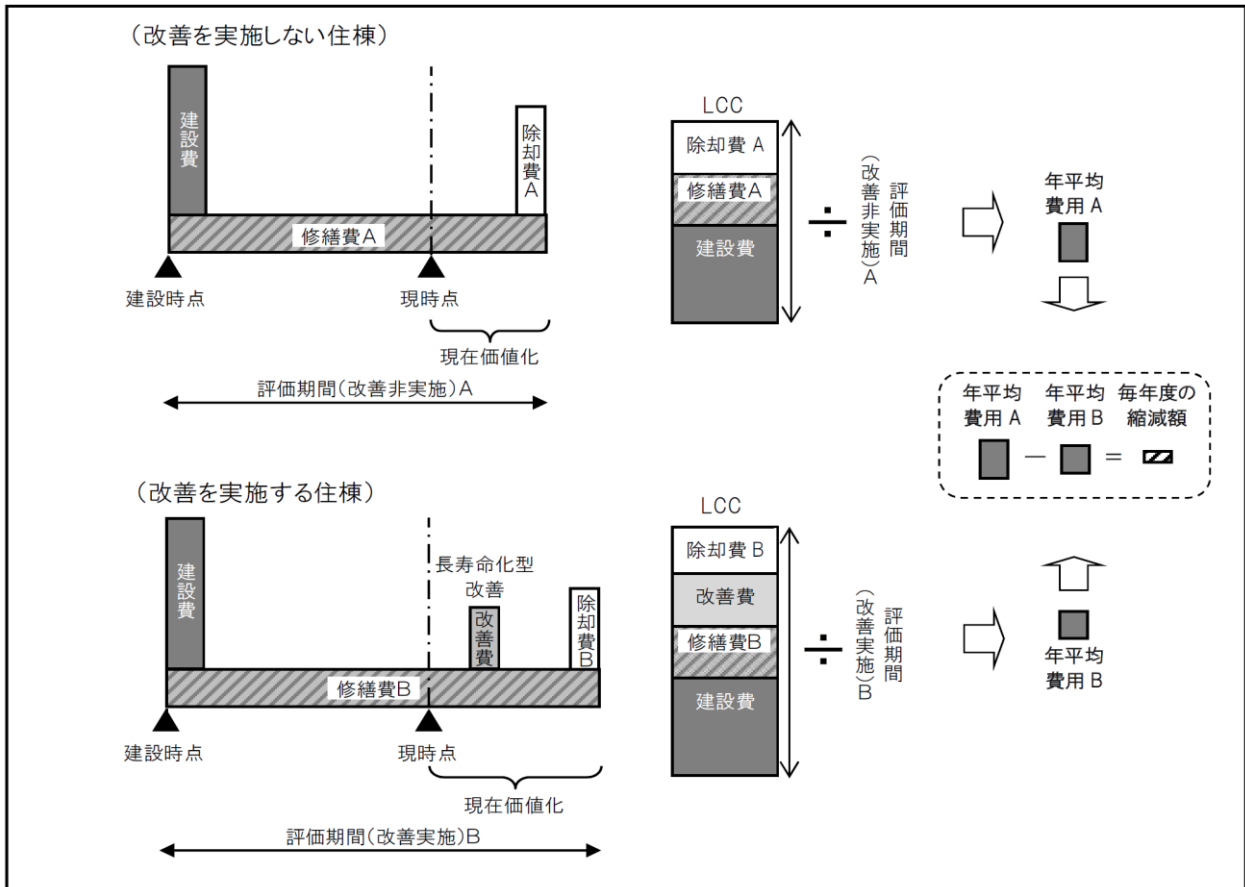 (改善を実施しない住棟)
建設費
除却費A
修繕費A
建設時点
現時点
現在価値化
評価期間(改善非実施)A
LCC
除却費 A
修繕費A
建設費
÷
評価期間
(改善非実施)A
年平均
費用 A
年平均
費用 A
年平均
費用 B
毎年度の
縮減額
− =
(改善を実施する住棟)
建設費
長寿命化型
改善
改善費
除却費B
修繕費B
建設時点
現時点
現在価値化
評価期間(改善実施)B
LCC
除却費 B
改善費
修繕費B
建設費
÷
評価期間
(改善実施)B
年平均
費用 B